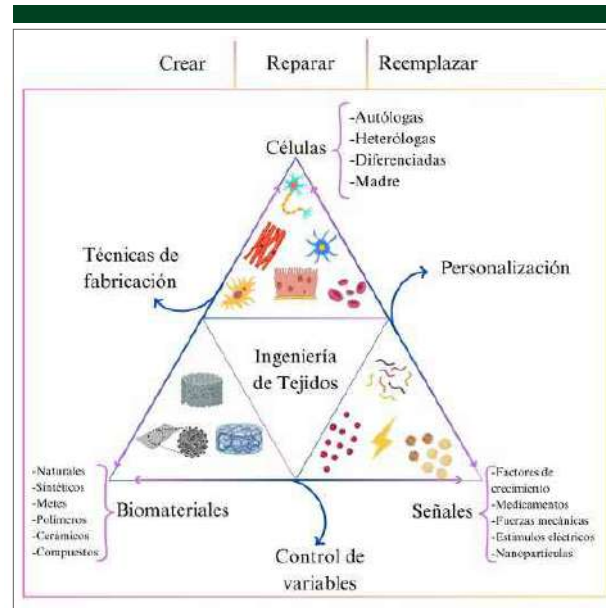 Crear
Reparar
Reemplazar
Células
-Autólogas
-Heterólogas
-Diferenciadas
-Madre
Técnicas de
fabricación
Personalización
Ingeniería
de Tejidos
-Naturales
-Sintéticos
-Metes
-Polímeros
-Cerámicos
-Compuestos
Biomateriales
Señales
-Factores de
crecimiento
-Medicamentos
-Fuerzas mecánicas
-Estímulos eléctricos
-Nanopartículas
Control de
variables